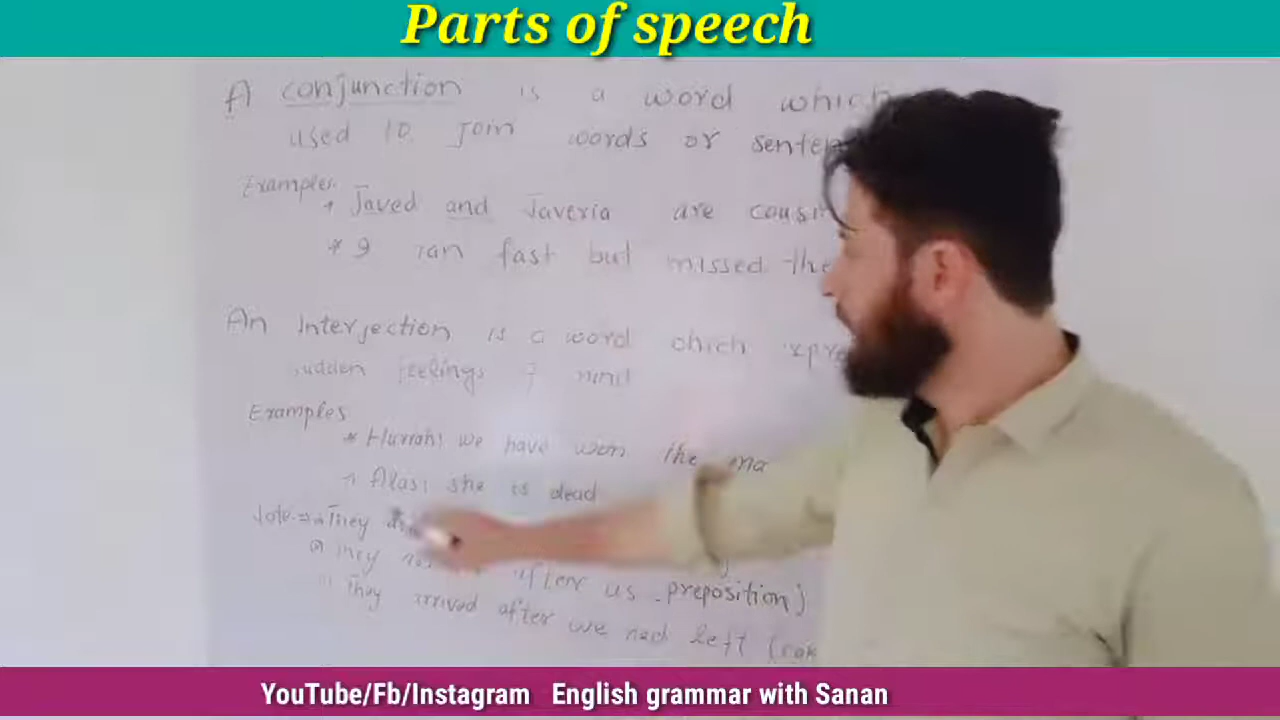 Parts of speech
A conjunction is a word which
used to join words or
Examples
Javed and Javeria are
* I ran fast but missed the
An Interjection is a word which
sudden feelings of mind
Examples
* Hurrah! we have won the
Alas! she is dead
They
They after us preposition)
They arrived after we had left
YouTube/Fb/Instagram English grammar with Sanan